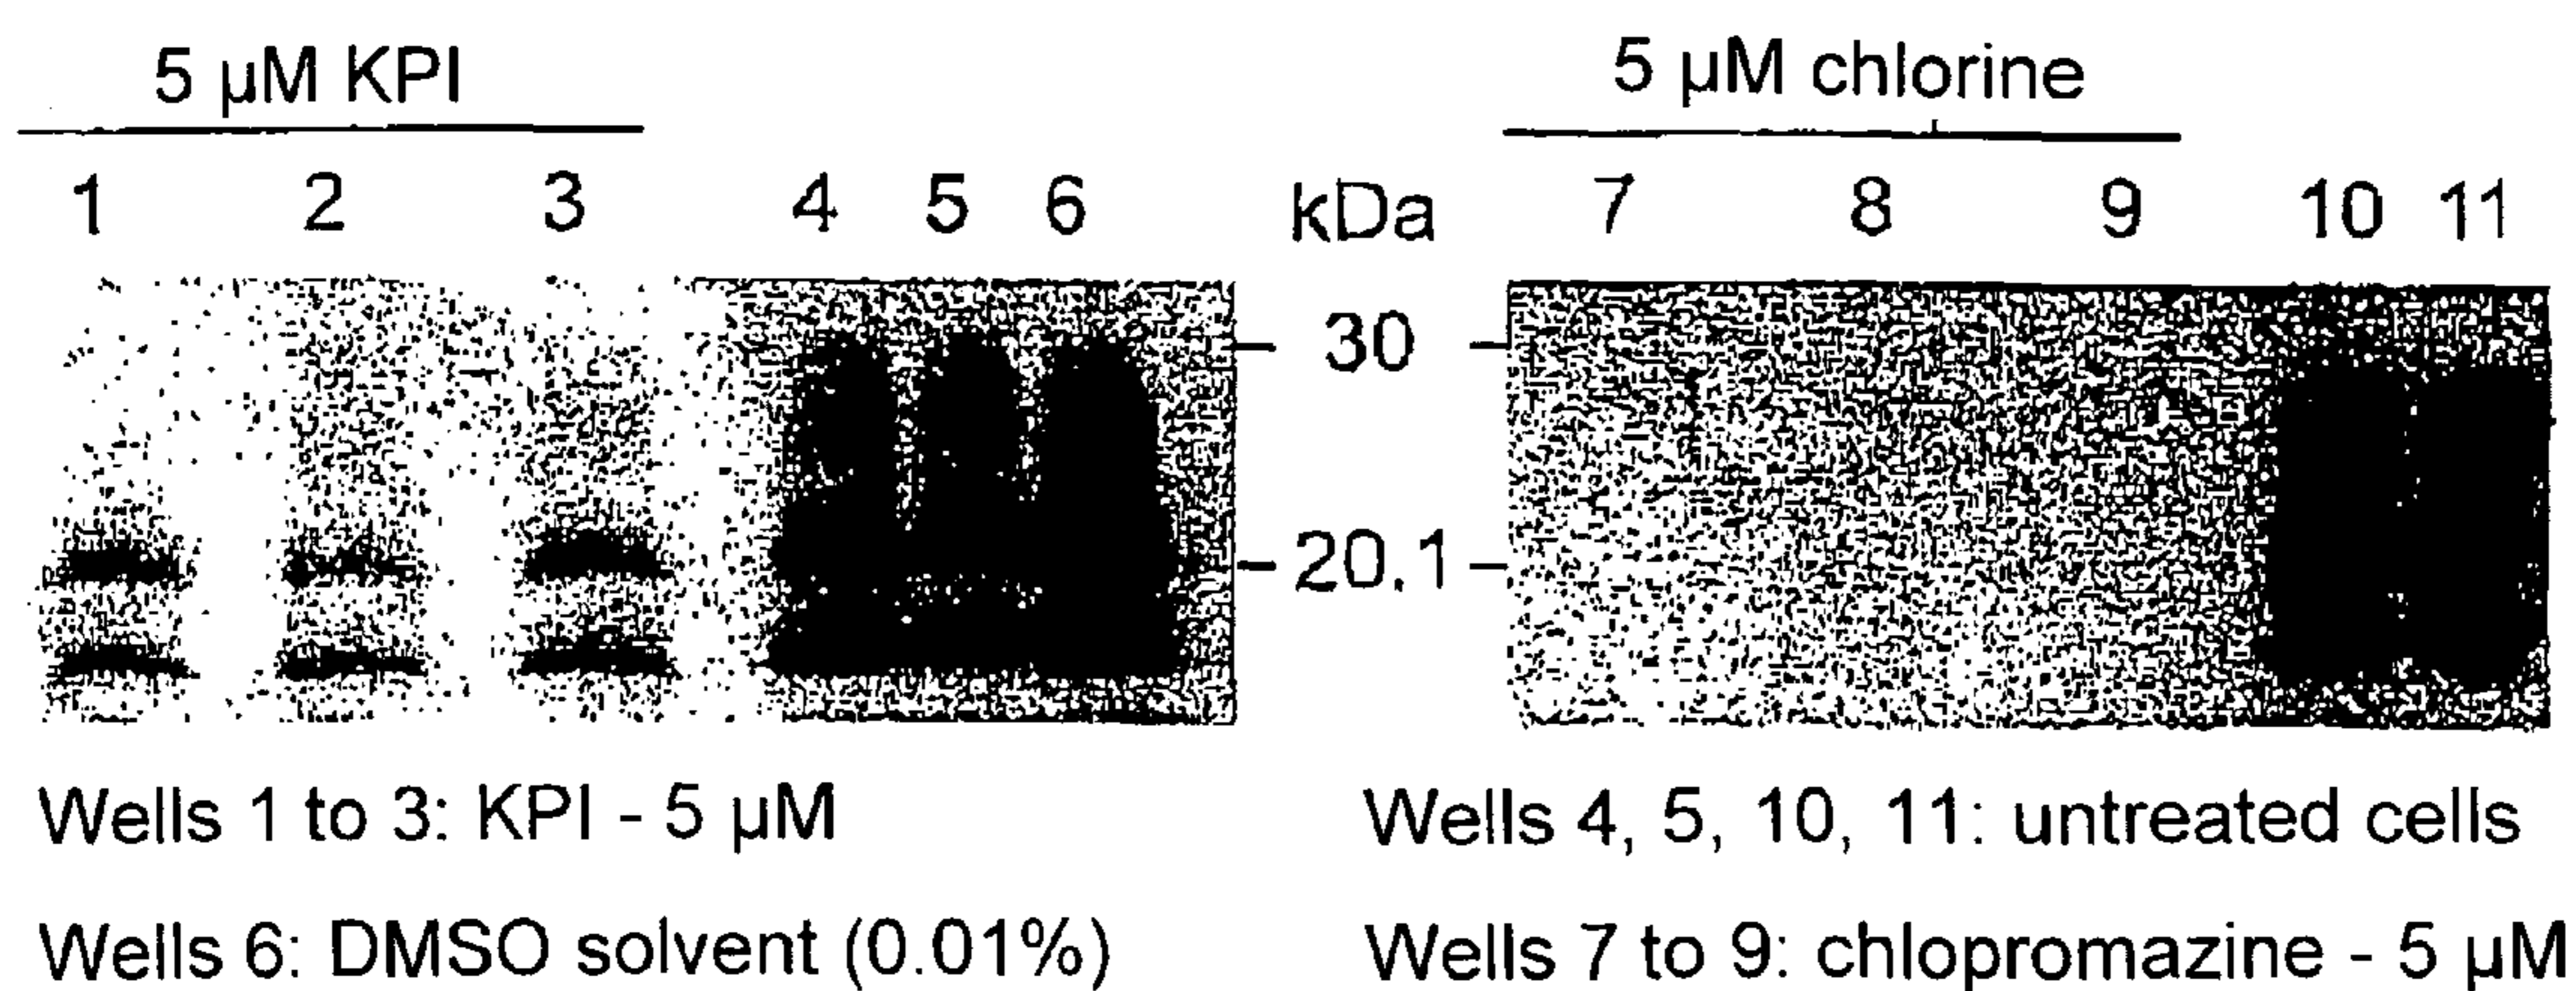 5 µM KPI
5 µM chlorine
1 2 3 4 5 6 kDa 7 8 9 10 11
30
20.1
Wells 1 to 3: KPI - 5 µM
Wells 4, 5, 10, 11: untreated cells
Wells 6: DMSO solvent (0.01%)
Wells 7 to 9: chlopromazine - 5 µM